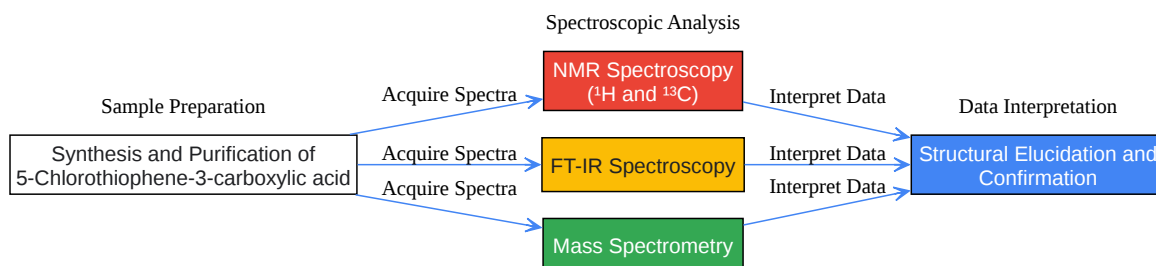 Spectroscopic Analysis
Sample Preparation
Acquire Spectra
NMR Spectroscopy
(¹H and ¹³C)
Interpret Data
Data Interpretation
Synthesis and Purification of
5-Chlorothiophene-3-carboxylic acid
Acquire Spectra
FT-IR Spectroscopy
Interpret Data
Structural Elucidation and
Confirmation
Acquire Spectra
Mass Spectrometry
Interpret Data